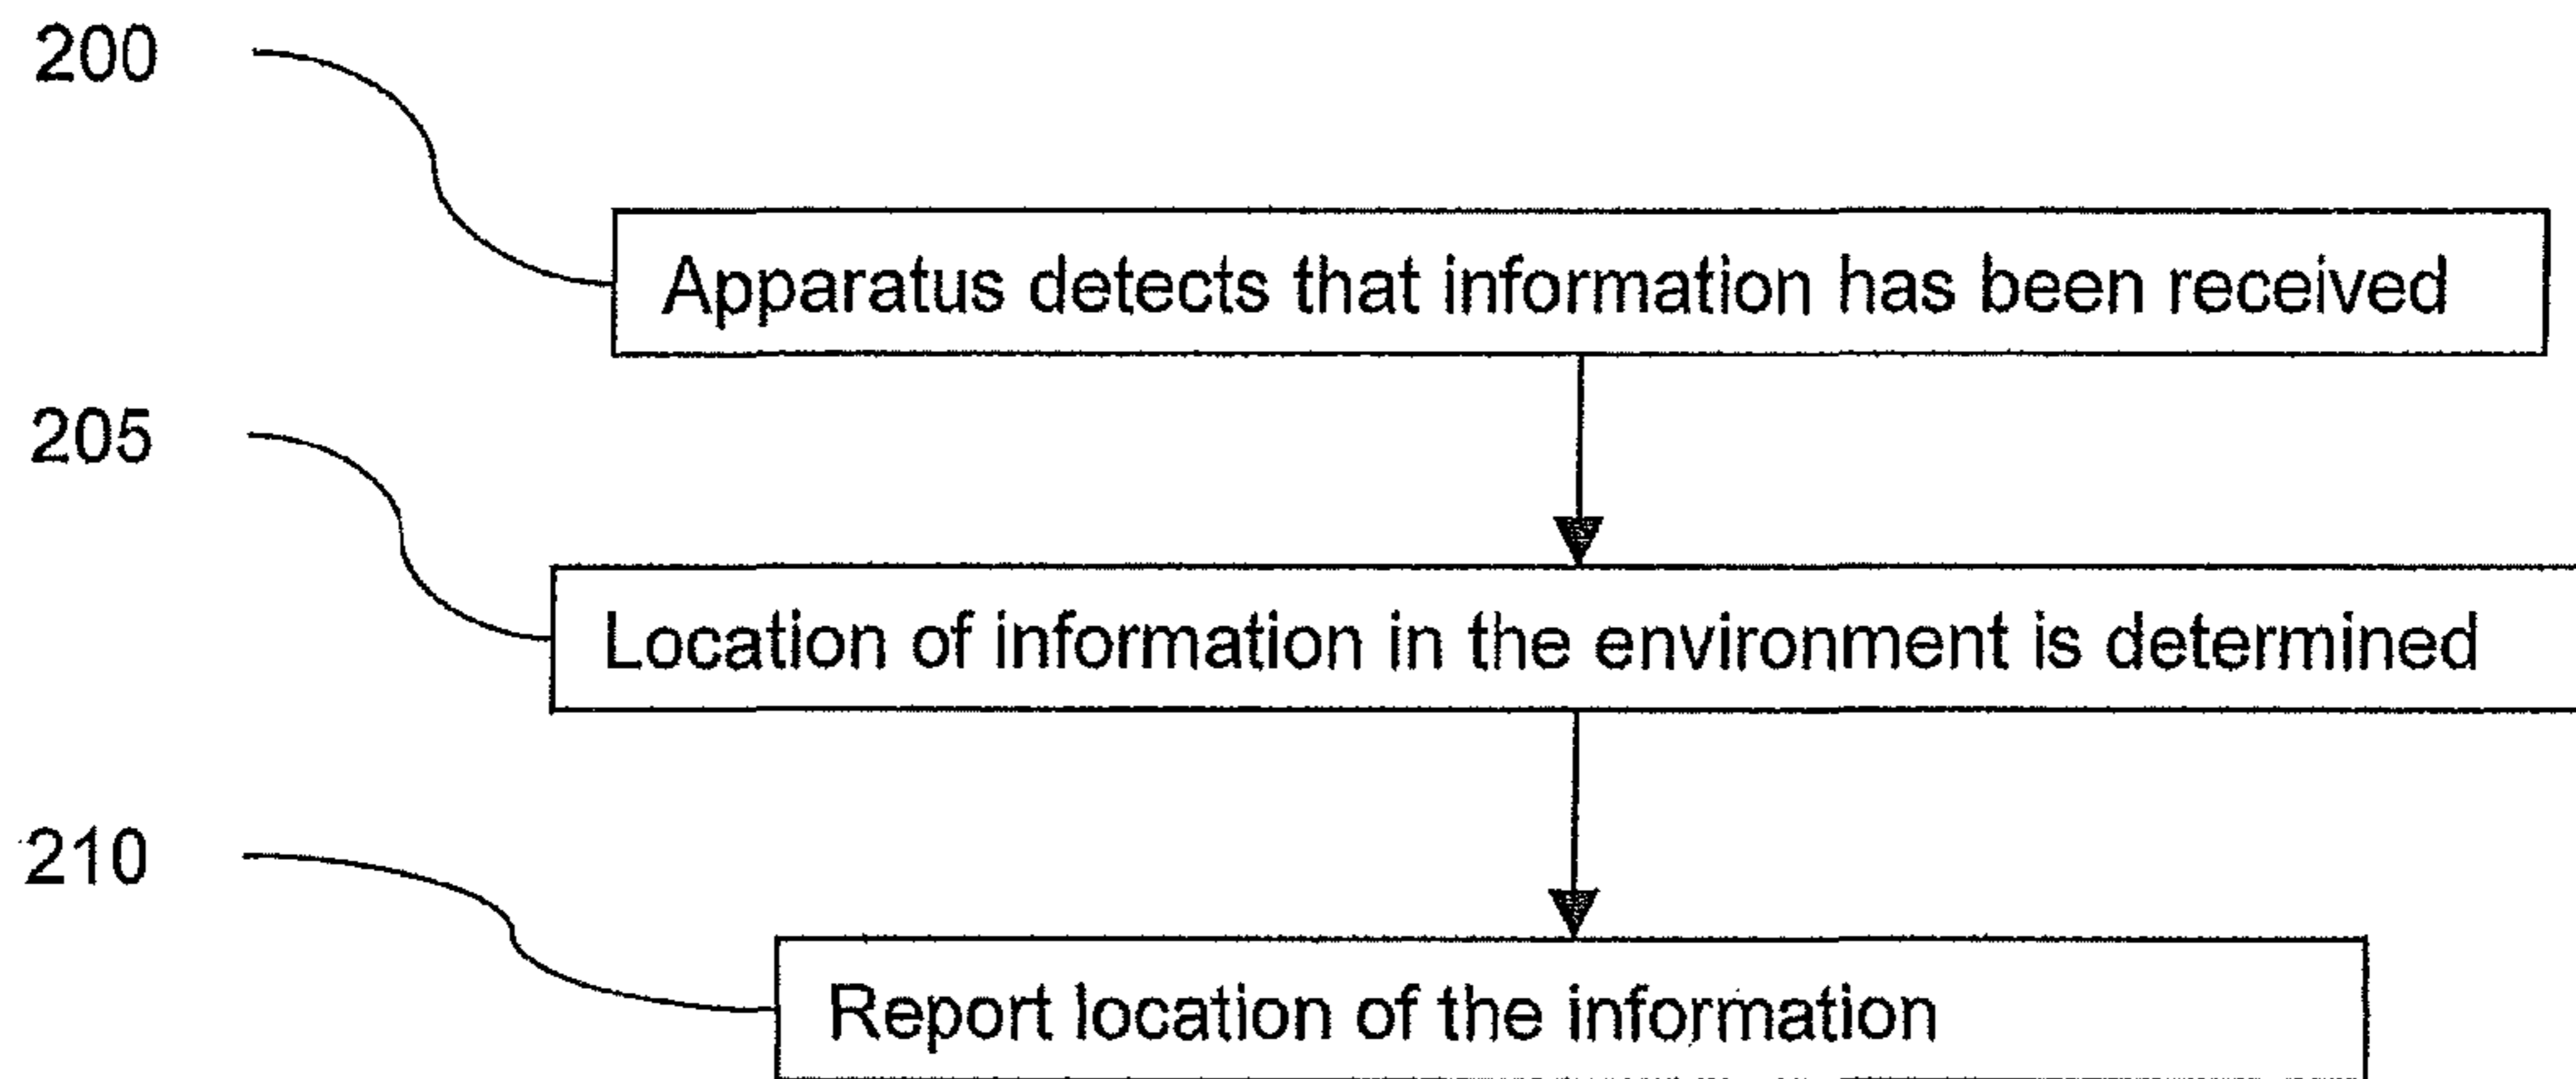 200
Apparatus detects that information has been received
205
Location of information in the environment is determined
210
Report location of the information